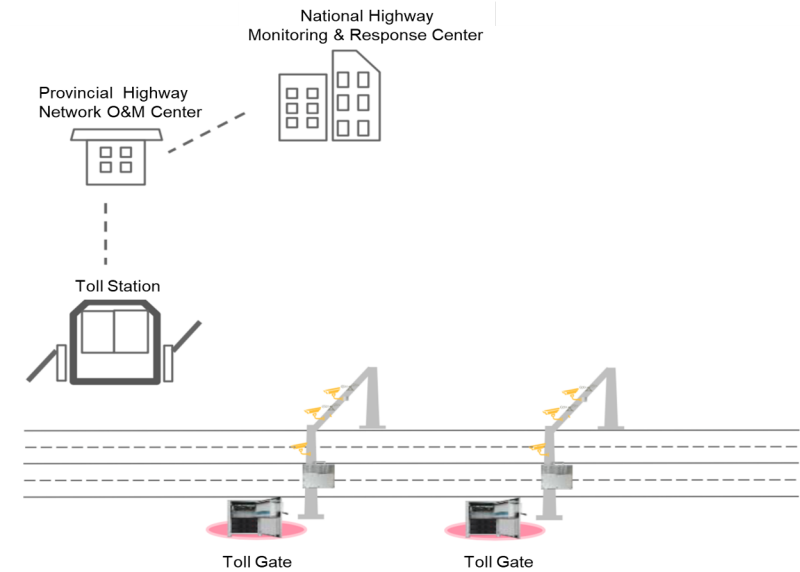 National Highway
Monitoring & Response Center
Provincial Highway
Network O&M Center
Toll Station
Toll Gate
Toll Gate